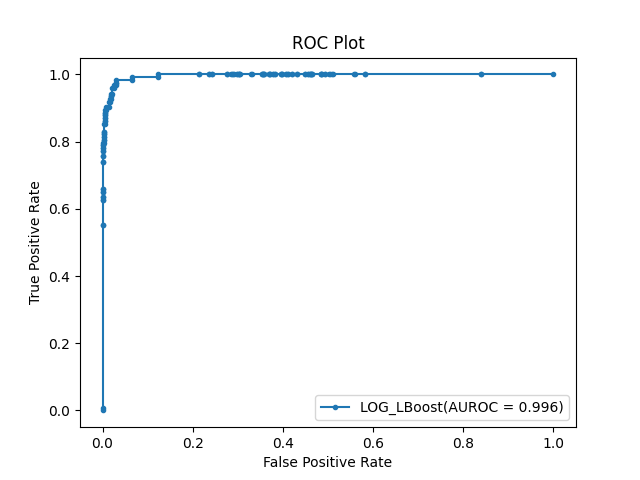 ROC Plot
True Positive Rate
1.0
0.8
0.6
0.4
0.2
0.0
LOG_LBoost(AUROC = 0.996)
0.0 0.2 0.4 0.6 0.8 1.0
False Positive Rate